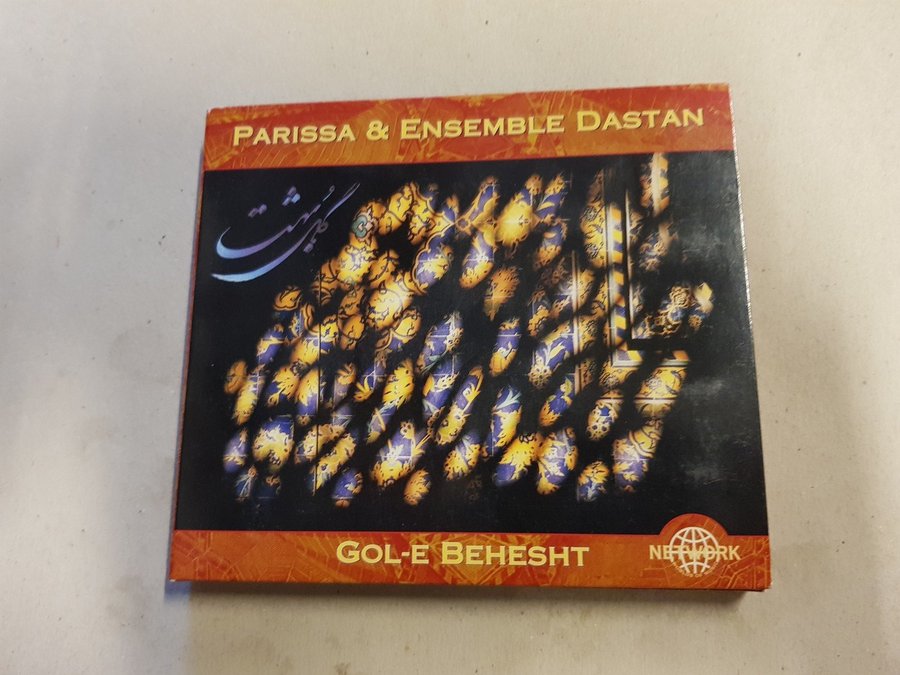 PARISSA & ENSEMBLE DASTAN
گل بهشت
GOL-E BEHESHT
NETWORK